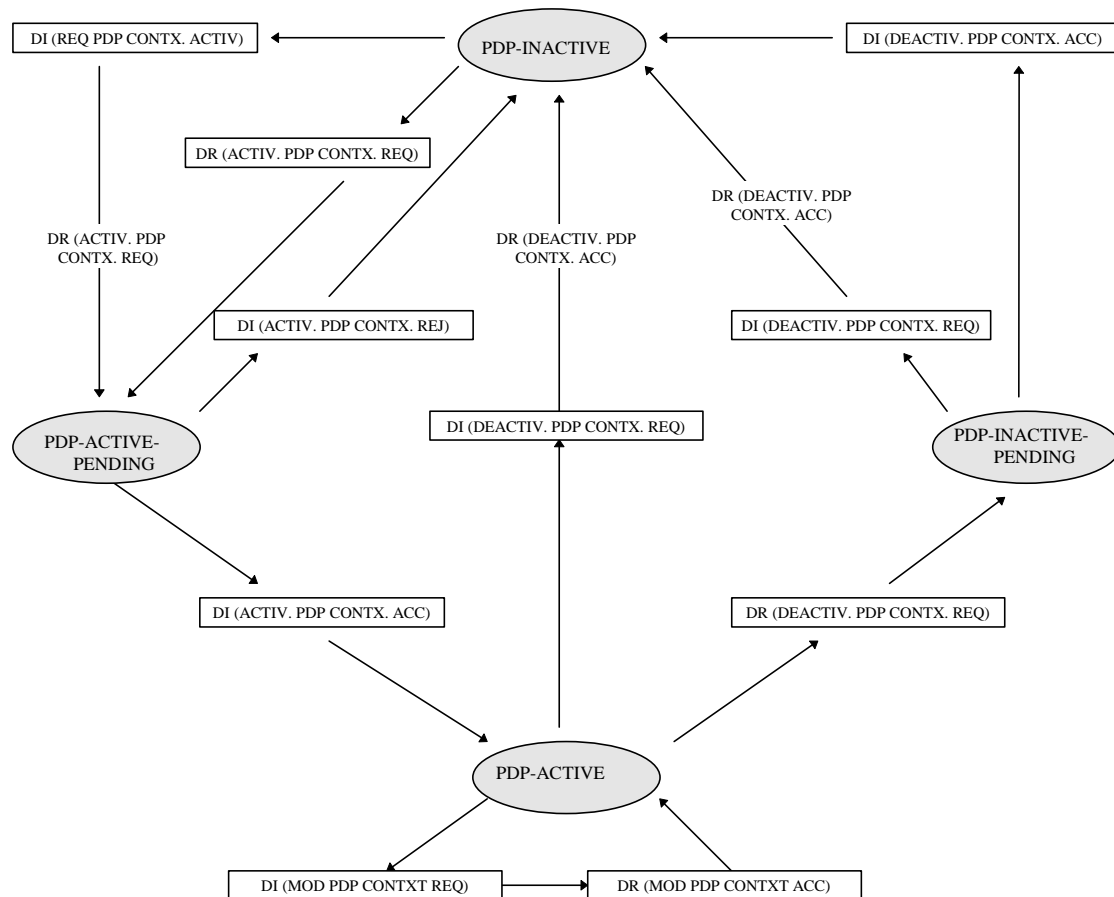 DI (REQ PDP CONTX. ACTIV)
PDP-INACTIVE
DI (DEACTIV. PDP CONTX. ACC)
DR (ACTIV. PDP CONTX. REQ)
DR (DEACTIV. PDP
CONTX. ACC)
DR (ACTIV. PDP
CONTX. REQ)
DR (DEACTIV. PDP
CONTX. ACC)
DI (ACTIV. PDP CONTX. REJ)
DI (DEACTIV. PDP CONTX. REQ)
PDP-ACTIVE-
PENDING
DI (DEACTIV. PDP CONTX. REQ)
PDP-INACTIVE-
PENDING
DI (ACTIV. PDP CONTX. ACC)
DR (DEACTIV. PDP CONTX. REQ)
PDP-ACTIVE
DI (MOD PDP CONTXT REQ)
DR (MOD PDP CONTXT ACC)